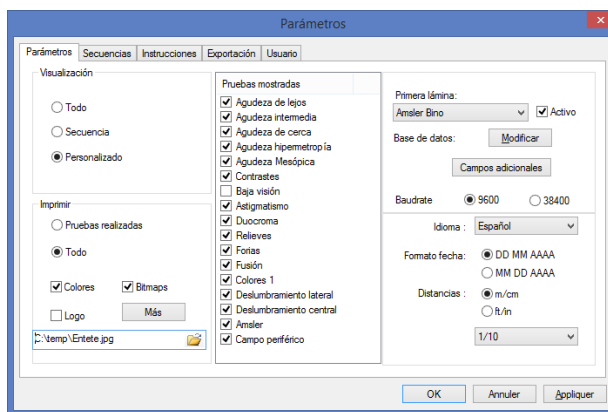 Parámetros
Parámetros Secuencias Instrucciones Exportación Usuario
Visualización
Todo
Secuencia
Personalizado
Imprimir
Pruebas realizadas
Todo
Colores Bitmaps
Logo Más
C:\temp\Entete.jpg
Pruebas mostradas
Agudeza de lejos
Agudeza intermedia
Agudeza de cerca
Agudeza hipermetropía
Agudeza Mesópica
Contrastes
Baja visión
Astigmatismo
Duocroma
Relieves
Forias
Fusión
Colores 1
Deslumbramiento lateral
Deslumbramiento central
Amsler
Campo periférico
Primera lámina:
Amsler Bino Activo
Base de datos: Modificar
Campos adicionales
Baudrate 9600 38400
Idioma : Español
Formato fecha: DD MM AAAA
MM DD AAAA
Distancias : m/cm
ft/in
1/10
OK Annuler Appliquer